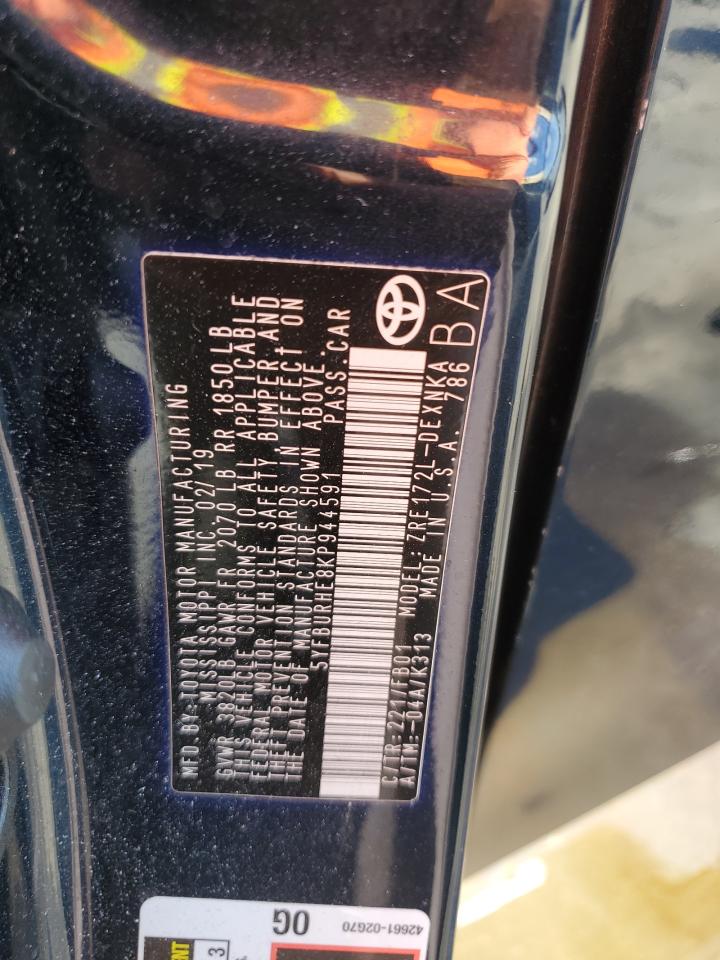 MFD BY:TOYOTA MOTOR MANUFACTURING
MISSISSIPPI INC 02/19
GVWR 3820LB GAWR FR 2070LB RR 1850LB
THIS VEHICLE CONFORMS TO ALL APPLICABLE
FEDERAL MOTOR VEHICLE SAFETY BUMPER, AND
THEFT PREVENTION STANDARDS IN EFFECT ON
THE DATE OF MANUFACTURE SHOWN ABOVE.
5YFBURHE8KP944591 PASS.CAR
C/TR:221/FB01 MODEL:ZRE172L-DEXNKA
A/TM:-04A/K313 MADE IN U.S.A. 786
BA
0G
42661-02G70
3